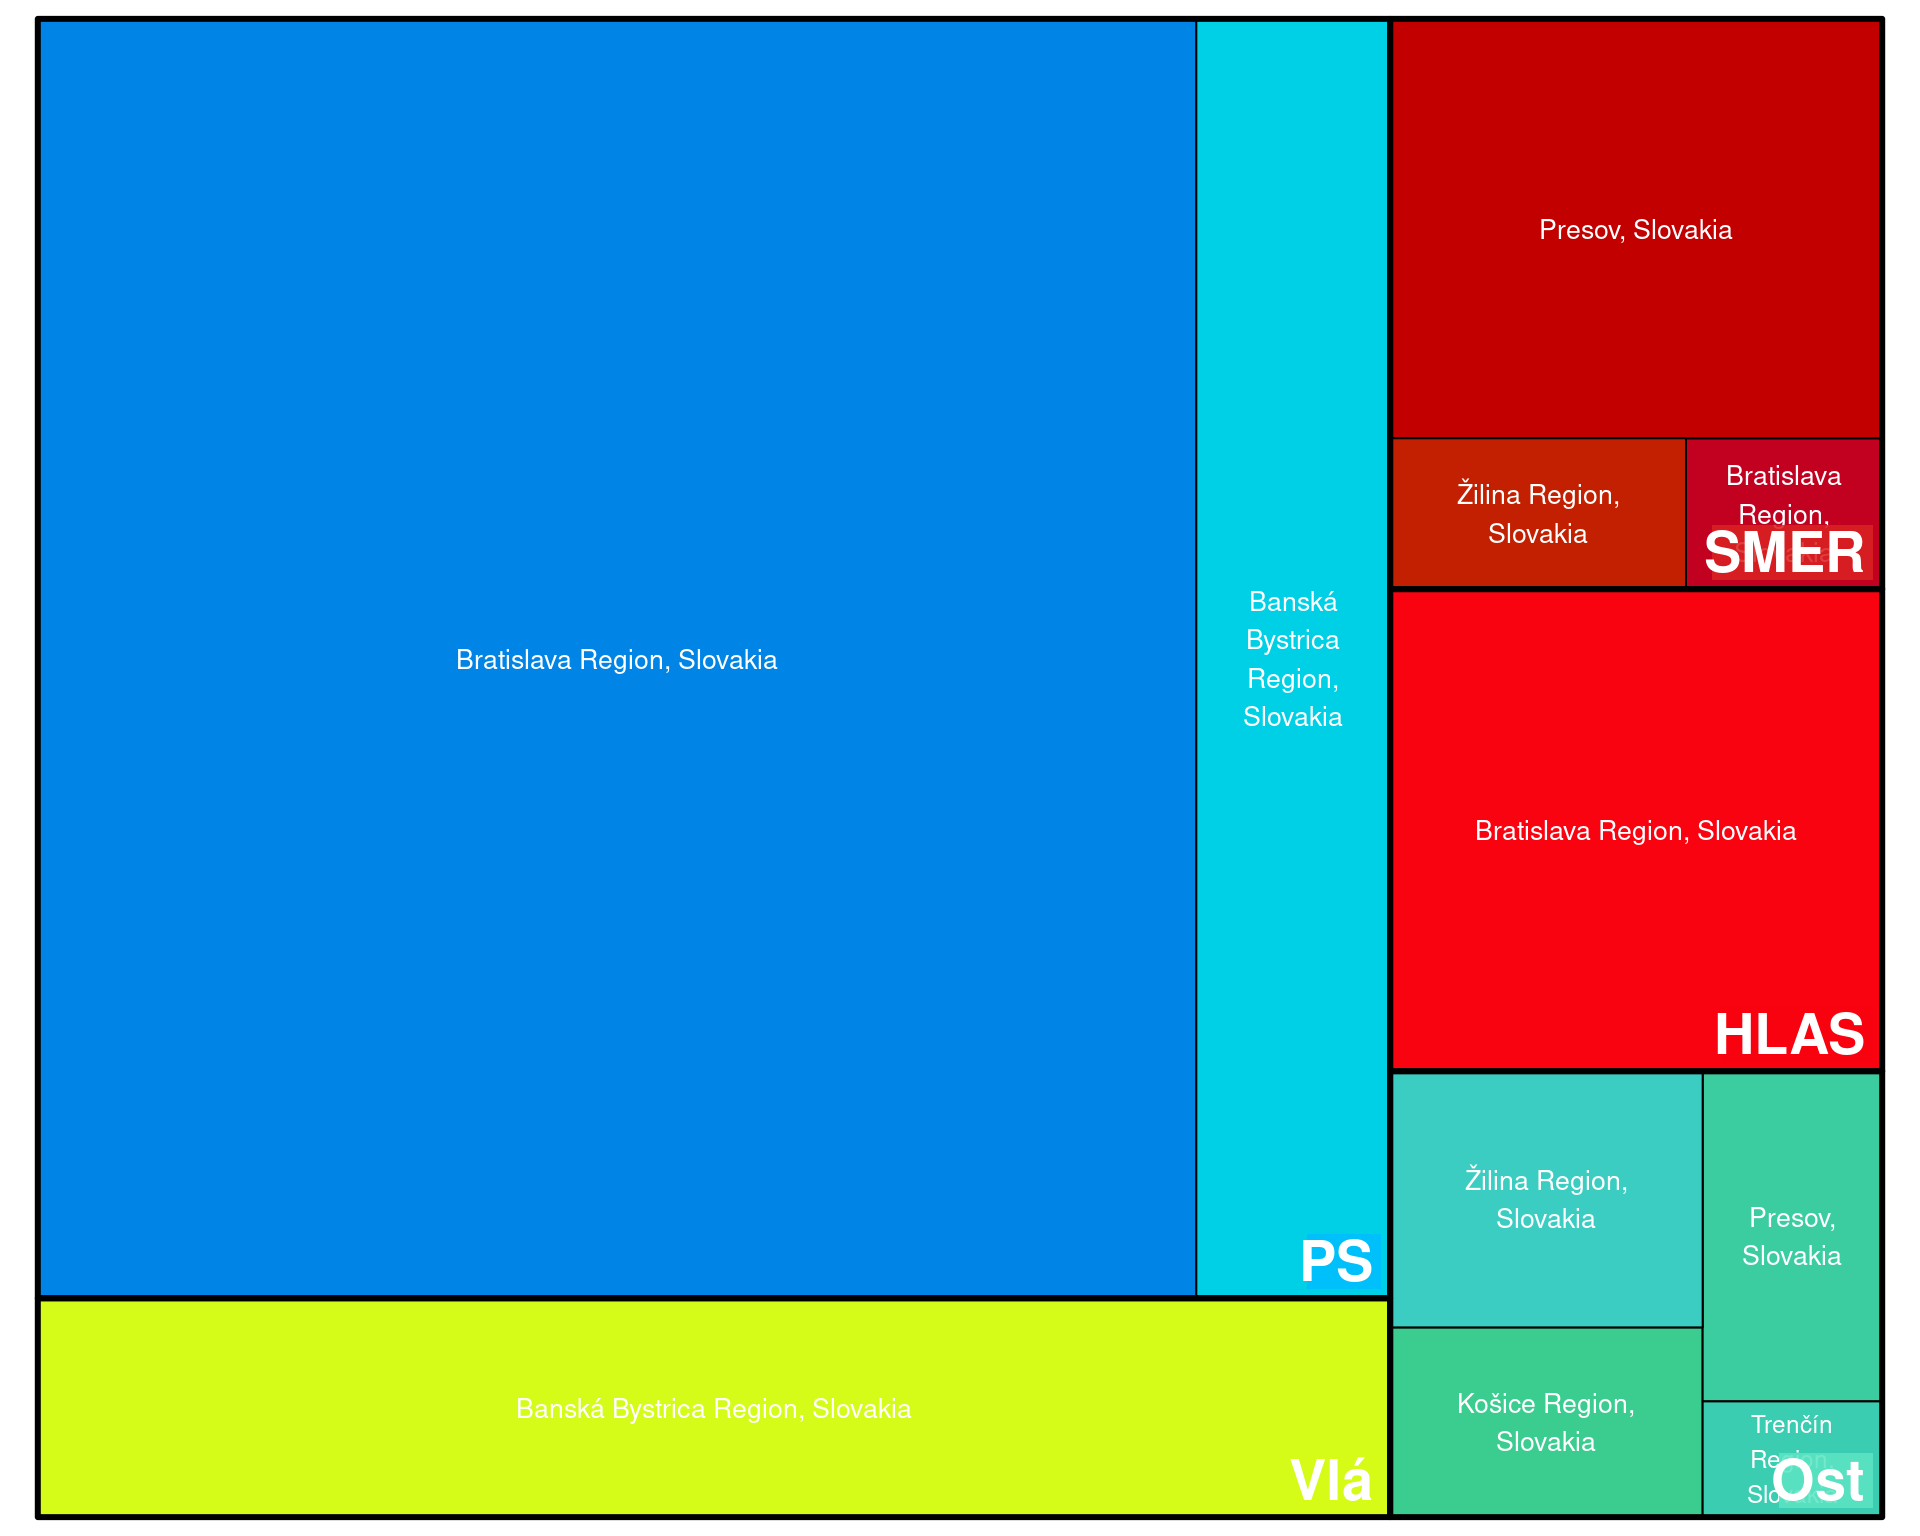 Bratislava Region, Slovakia
Banská
Bystrica
Region,
Slovakia
PS
Banská Bystrica Region, Slovakia
Vlá
Presov, Slovakia
Žilina Region,
Slovakia
Bratislava
Region,
SMER
Bratislava Region, Slovakia
HLAS
Žilina Region,
Slovakia
Presov,
Slovakia
Košice Region,
Slovakia
Trenčín
Region,
Ost